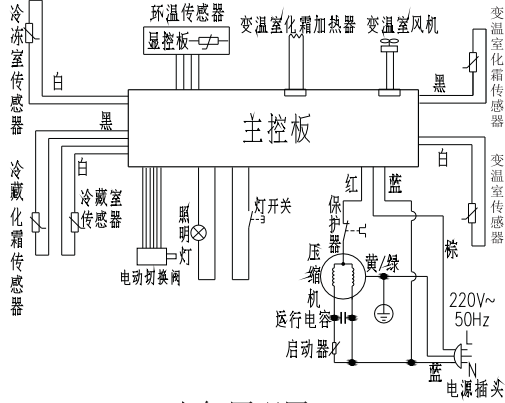 环温传感器
显控板
变温室化霜加热器
变温室风机
冷冻室传感器
白
黑
变温室化霜传感器
主控板
黑
白
白
冷藏化霜传感器
冷藏室
传感器
变温室传感器
照明灯
灯开关
红
蓝
保护器
棕
电动切换阀
压缩机
黄/绿
运行电容
启动器
220V~
50Hz
L
N
蓝
电源插头